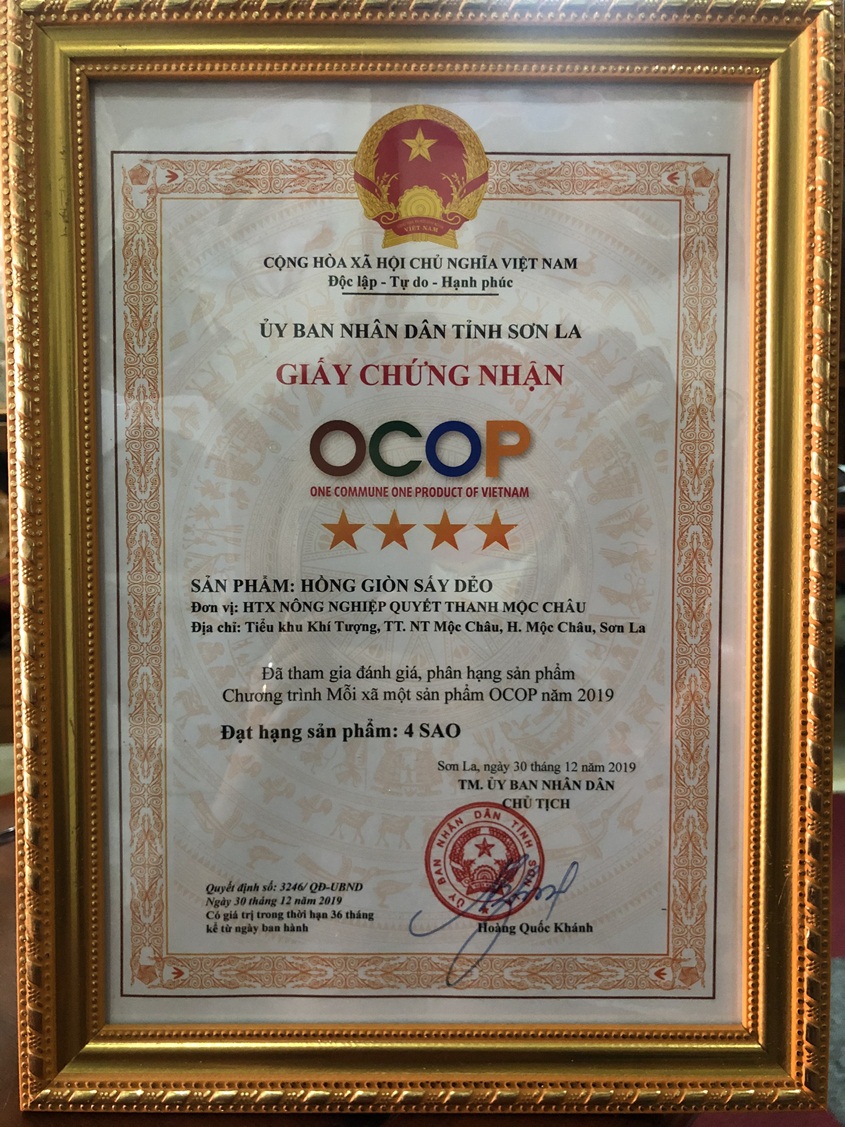 VIỆT NAM
CỘNG HÒA XÃ HỘI CHỦ NGHĨA VIỆT NAM
Độc lập - Tự do - Hạnh phúc
ỦY BAN NHÂN DÂN TỈNH SƠN LA
GIẤY CHỨNG NHẬN
OCOP
ONE COMMUNE ONE PRODUCT OF VIETNAM
SẢN PHẨM: HỒNG GIÒN SẤY DẺO
Đơn vị: HTX NÔNG NGHIỆP QUYẾT THANH MỘC CHÂU
Địa chỉ: Tiểu khu Khí Tượng, TT. NT Mộc Châu, H. Mộc Châu, Sơn La
Đã tham gia đánh giá, phân hạng sản phẩm
Chương trình Mỗi xã một sản phẩm OCOP năm 2019
Đạt hạng sản phẩm: 4 SAO
Sơn La, ngày 30 tháng 12 năm 2019
TM. ỦY BAN NHÂN DÂN
CHỦ TỊCH
ỦY BAN NHÂN DÂN TỈNH SƠN LA
Quyết định số: 3246/ QĐ-UBND
Ngày 30 tháng 12 năm 2019
Có giá trị trong thời hạn 36 tháng
kể từ ngày ban hành
Hoàng Quốc Khánh